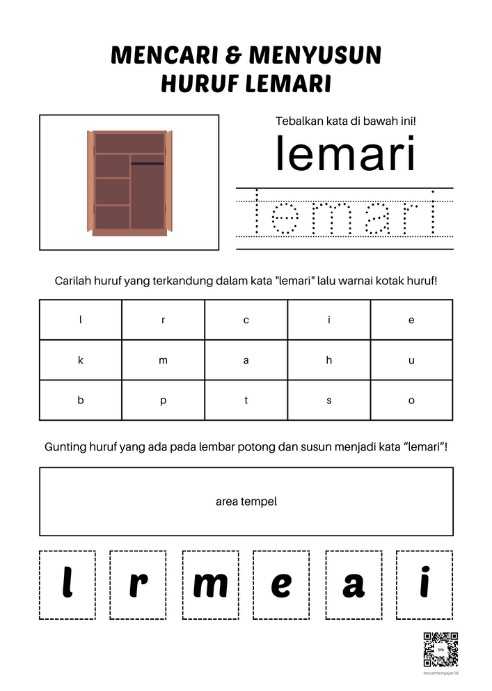 MENCARI & MENYUSUN
HURUF LEMARI
Tebalkan kata di bawah ini!
lemari
lemari
Carilah huruf yang terkandung dalam kata "lemari" lalu warnai kotak huruf!
l r c i e
k m a h u
b p t s o
Gunting huruf yang ada pada lembar potong dan susun menjadi kata “lemari”!
area tempel
l r m e a i